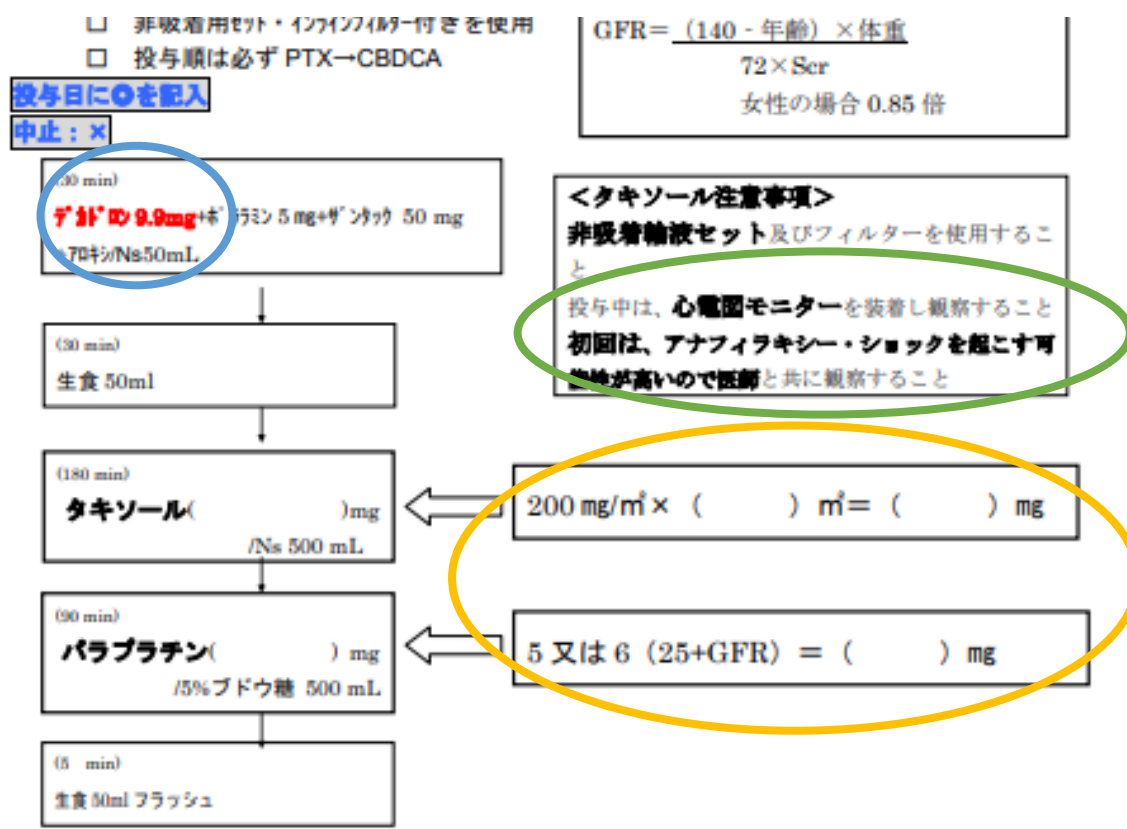 □ 非吸着用ｾｯﾄ・ｲﾝﾗｲﾝﾌｨﾙﾀｰ付きを使用
□ 投与順は必ず PTX→CBDCA
投与日に◎を記入
中止：×
GFR＝ (140 - 年齢) ×体重
72×Scr
女性の場合 0.85 倍
(30 min)
ﾃﾞｶﾄﾞﾛﾝ 9.9mg+ﾎﾟﾗﾗﾐﾝ 5 mg+ｻﾞﾝﾀｯｸ 50 mg
+ｱﾛｷｼ/Ns50mL
(30 min)
生食 50ml
(180 min)
タキソール( )mg
/Ns 500 mL
(90 min)
パラプラチン( ) mg
/5%ブドウ糖 500 mL
(5 min)
生食 50ml フラッシュ
＜タキソール注意事項＞
非吸着輸液セット及びフィルターを使用するこ
と
投与中は、心電図モニターを装着し観察すること
初回は、アナフィラキシー・ショックを起こす可
能性が高いので医師と共に観察すること
200 mg/㎡× ( ) ㎡＝ ( ) mg
5 又は 6 (25+GFR) ＝ ( ) mg